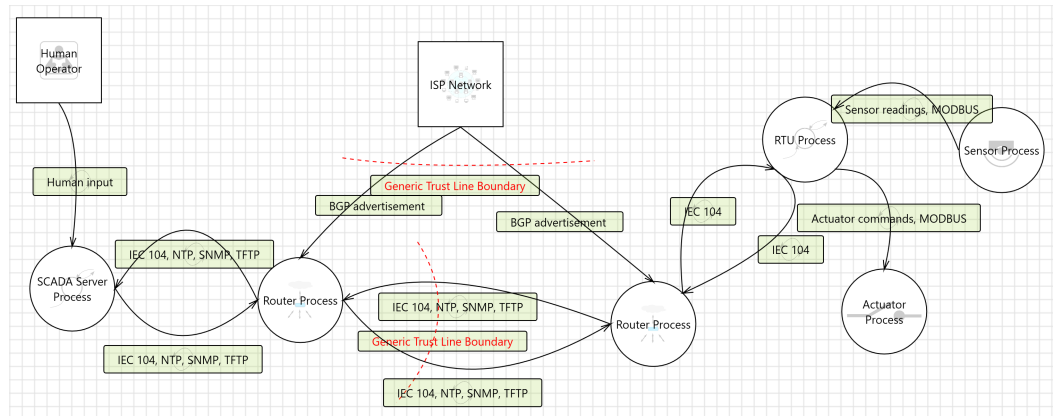 Human
Operator
ISP Network
Sensor readings, MODBUS
RTU Process
Sensor Process
Human input
Generic Trust Line Boundary
BGP advertisement
BGP advertisement
IEC 104
Actuator commands, MODBUS
IEC 104
IEC 104, NTP, SNMP, TFTP
SCADA Server
Process
Router Process
IEC 104, NTP, SNMP, TFTP
Router Process
Actuator
Process
Generic Trust Line Boundary
IEC 104, NTP, SNMP, TFTP
IEC 104, NTP, SNMP, TFTP